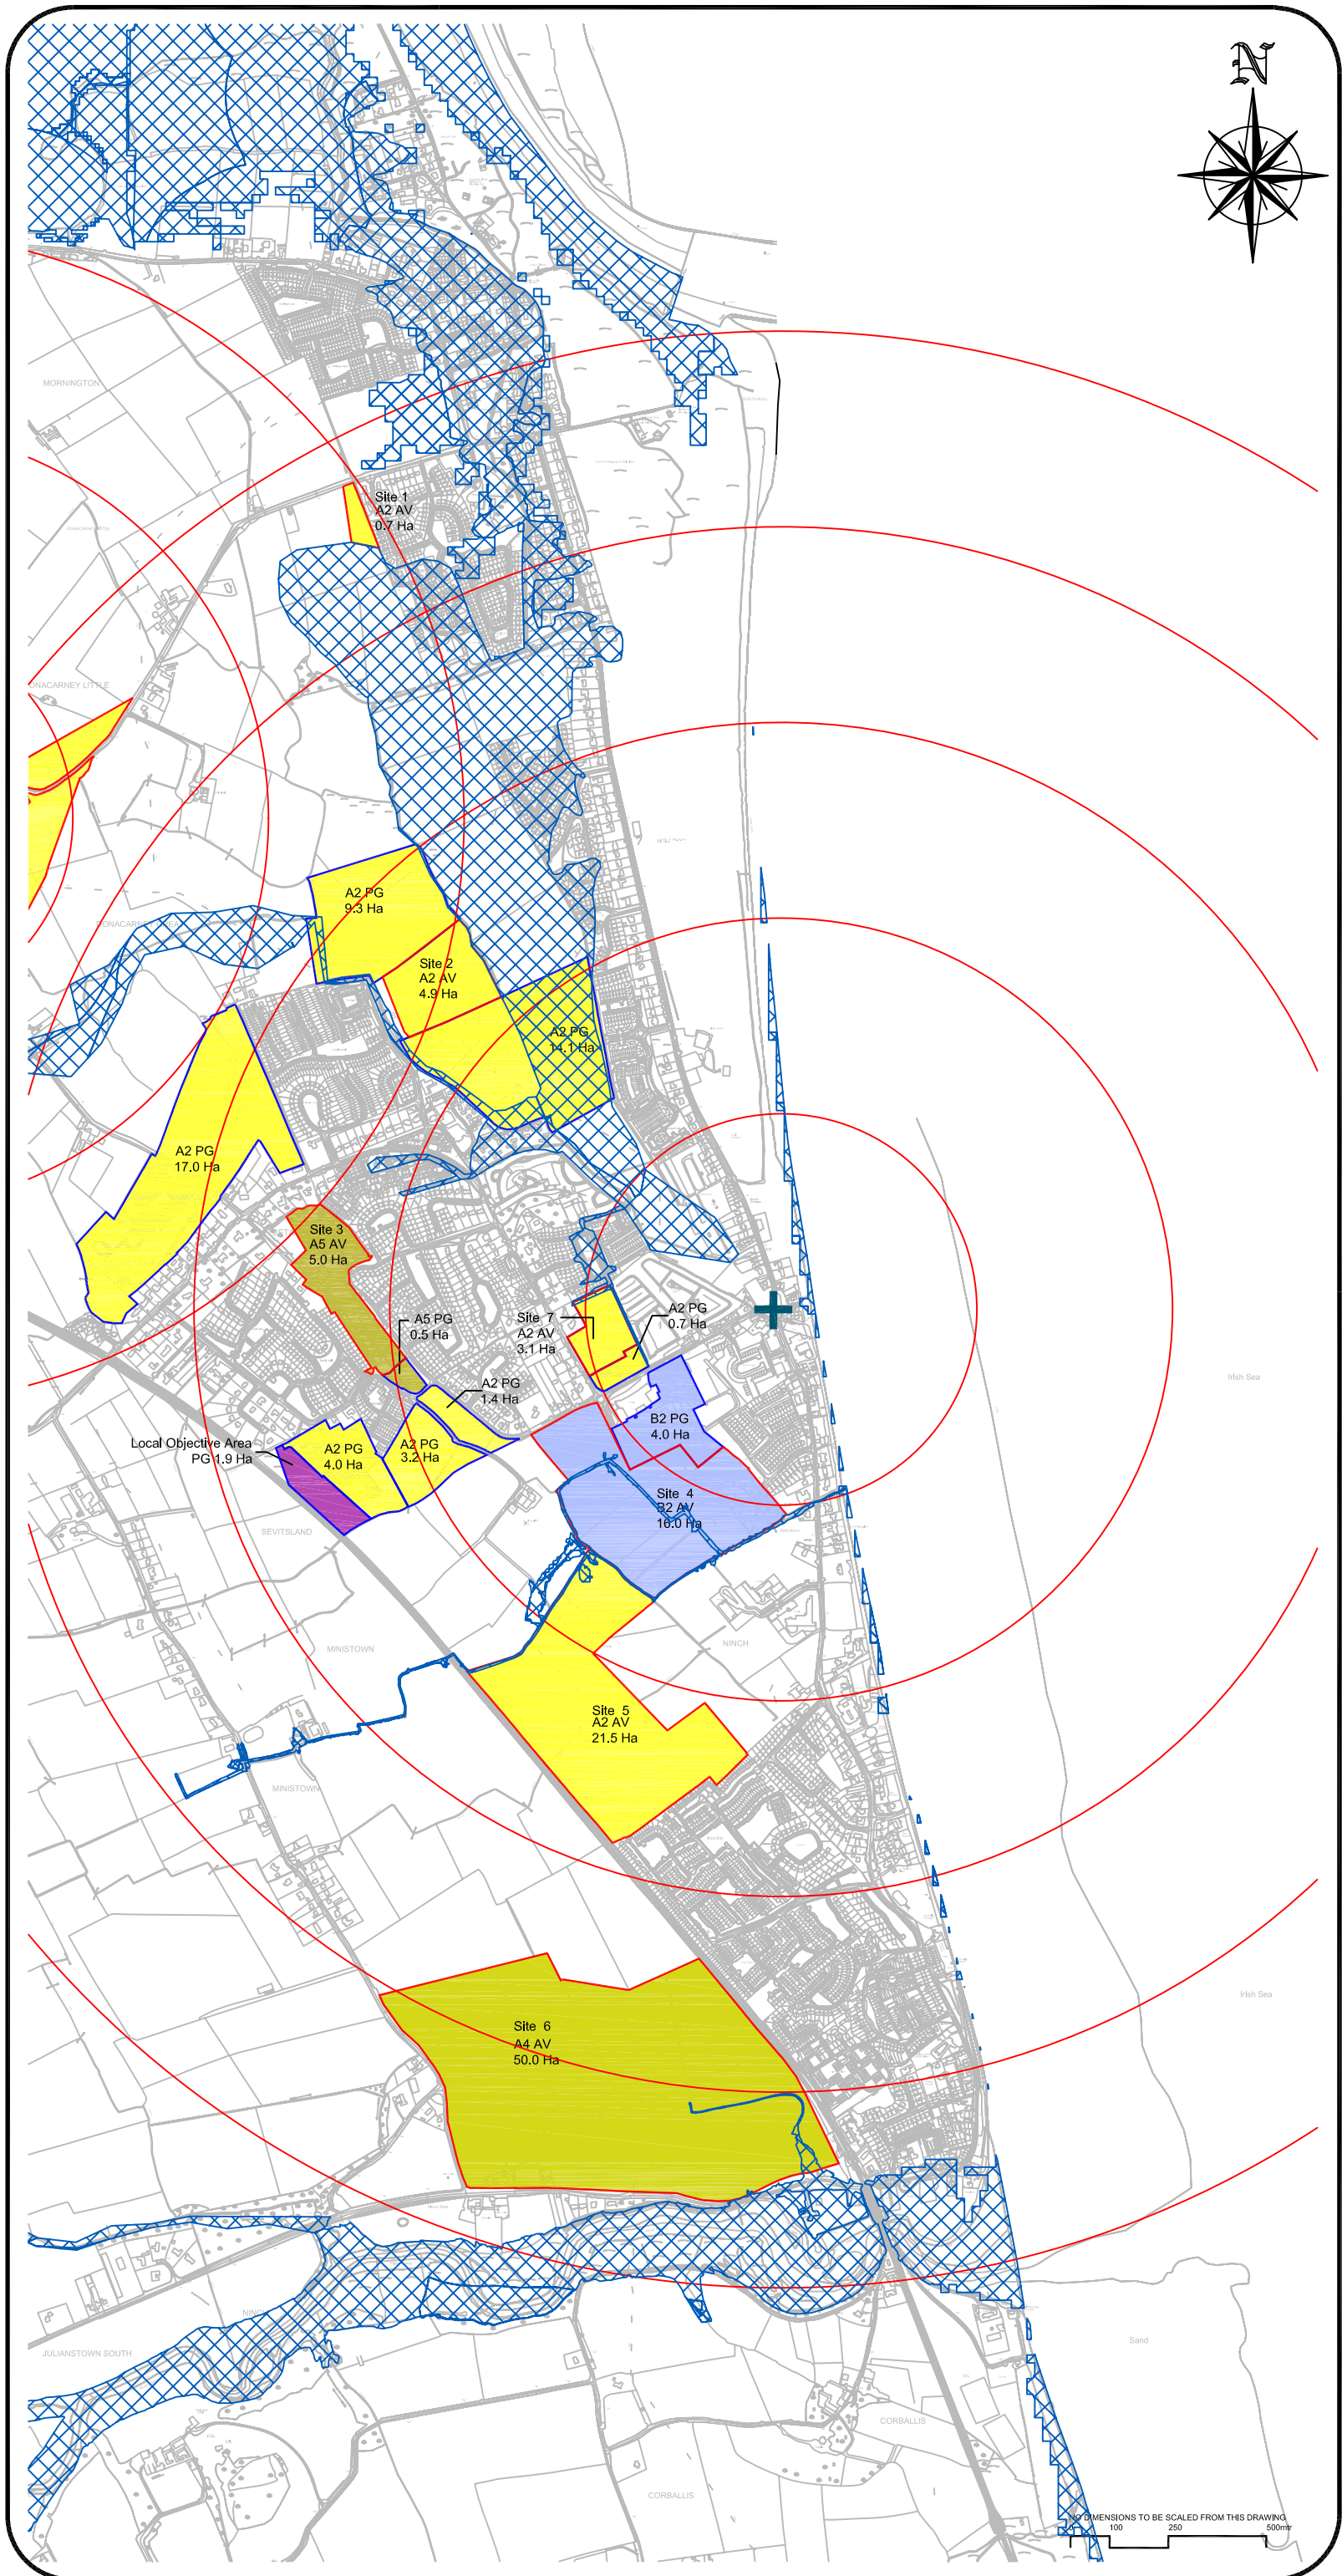 N
MORNINGTON
Site 1
A2 AV
0.7 Ha
ONACARNEY LITTLE
A2 PG
9.3 Ha
Site 2
A2 AV
4.9 Ha
A2 PG
14.1 Ha
A2 PG
17.0 Ha
Site 3
A5 AV
5.0 Ha
A5 PG
0.5 Ha
Site 7
A2 AV
3.1 Ha
A2 PG
0.7 Ha
A2 PG
1.4 Ha
Irish Sea
Local Objective Area
PG 1.9 Ha
A2 PG
4.0 Ha
A2 PG
3.2 Ha
B2 PG
4.0 Ha
Site 4
B2 AV
16.0 Ha
SEVITSLAND
MINISTOWN
NINCH
Site 5
A2 AV
21.5 Ha
MINISTOWN
Irish Sea
Site 6
A4 AV
50.0 Ha
JULIANSTOWN SOUTH
Sand
CORBALLIS
CORBALLIS
NO DIMENSIONS TO BE SCALED FROM THIS DRAWING
0 100 250 500mtr